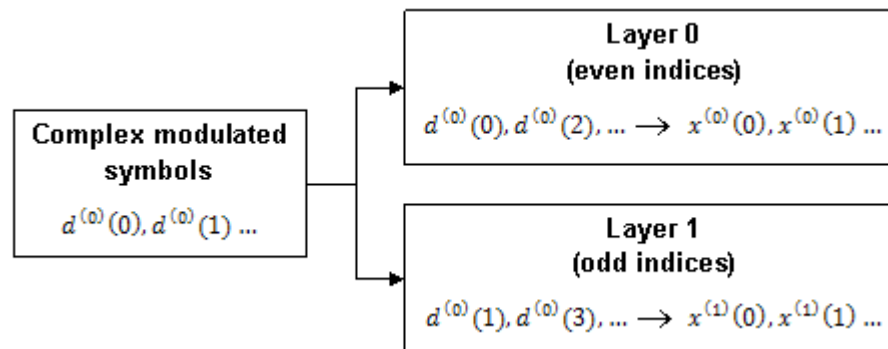 Complex modulated
symbols
d⁽⁰⁾(0), d⁽⁰⁾(1) ...
Layer 0
(even indices)
d⁽⁰⁾(0), d⁽⁰⁾(2), ... → x⁽⁰⁾(0), x⁽⁰⁾(1) ...
Layer 1
(odd indices)
d⁽⁰⁾(1), d⁽⁰⁾(3), ... → x⁽¹⁾(0), x⁽¹⁾(1) ...